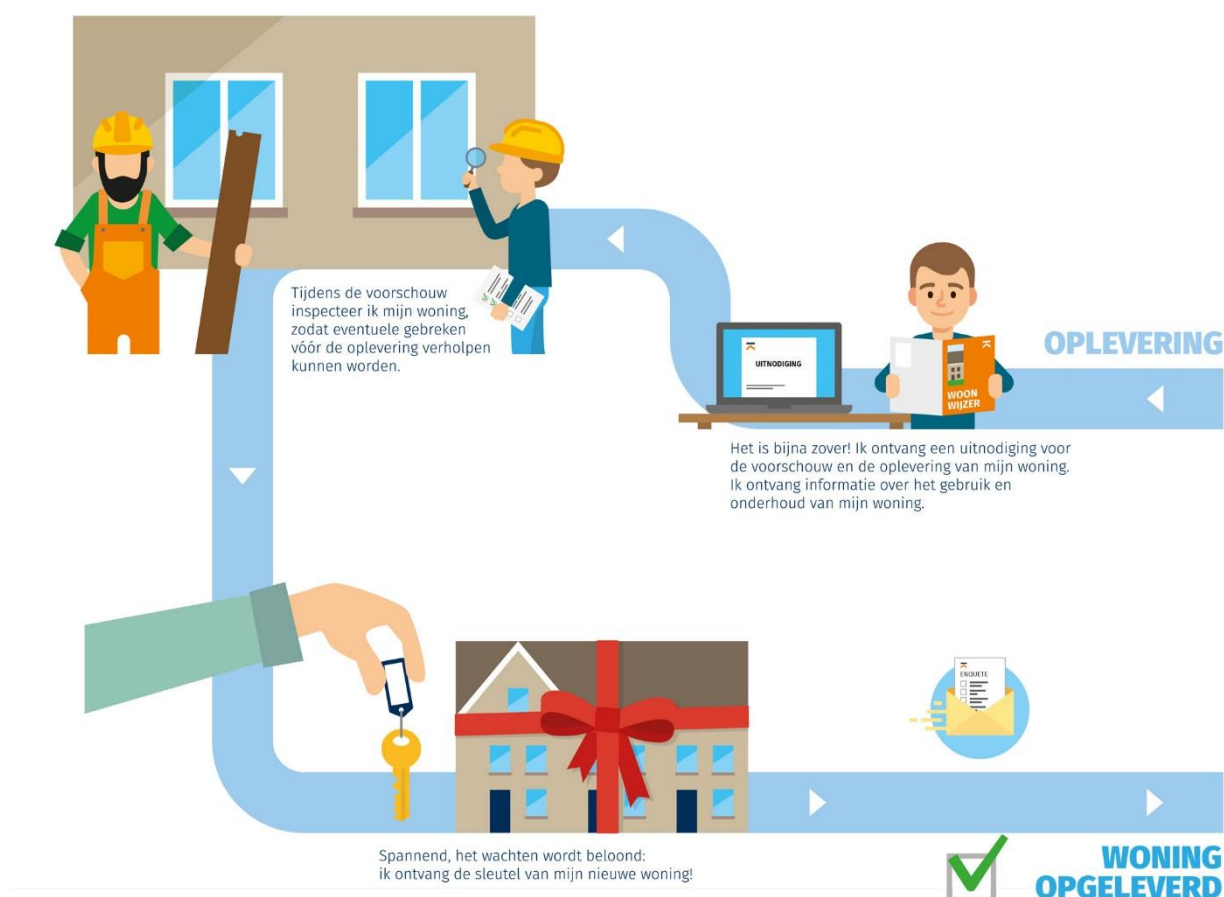 OPLEVERING
UITNODIGING
WOON
WIJZER
Het is bijna zover! Ik ontvang een uitnodiging voor
de voorschouw en de oplevering van mijn woning.
Ik ontvang informatie over het gebruik en
onderhoud van mijn woning.
Tijdens de voorschouw
inspecteer ik mijn woning,
zodat eventuele gebreken
vóór de oplevering verholpen
kunnen worden.
Spannend, het wachten wordt beloond:
ik ontvang de sleutel van mijn nieuwe woning!
ENQUETE
WONING
OPGELEVERD